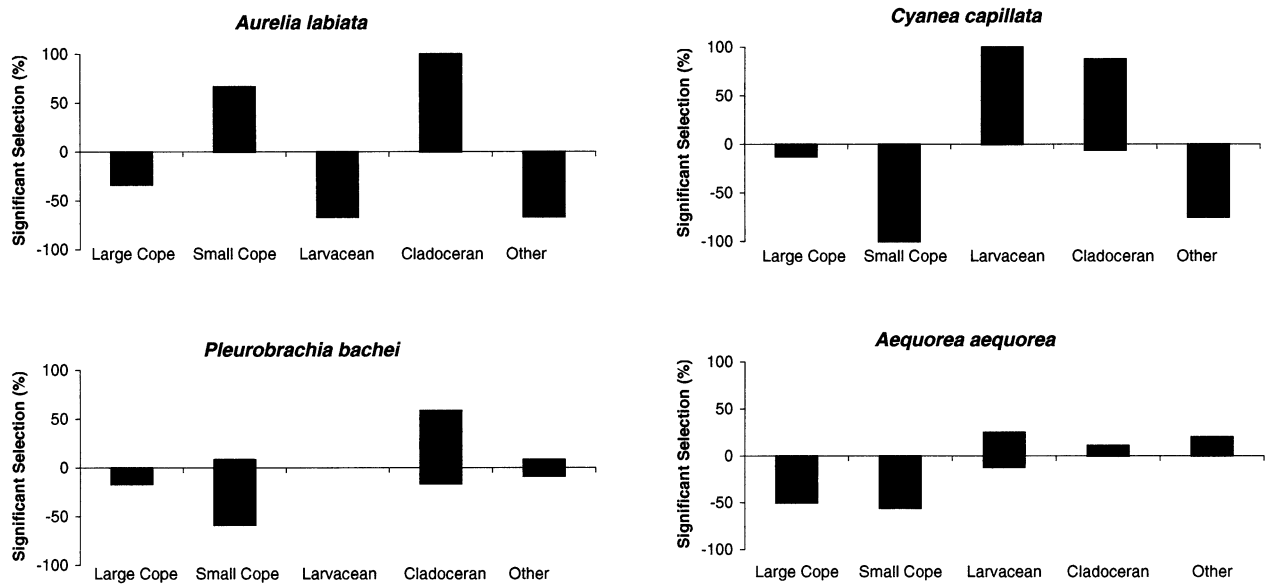 Aurelia labiata
Significant Selection (%)
100
50
0
-50
-100
Large Cope Small Cope Larvacean Cladoceran Other
Cyanea capillata
Significant Selection (%)
100
50
0
-50
-100
Large Cope Small Cope Larvacean Cladoceran Other
Pleurobrachia bachei
Significant Selection (%)
100
50
0
-50
-100
Large Cope Small Cope Larvacean Cladoceran Other
Aequorea aequorea
Significant Selection (%)
100
50
0
-50
-100
Large Cope Small Cope Larvacean Cladoceran Other